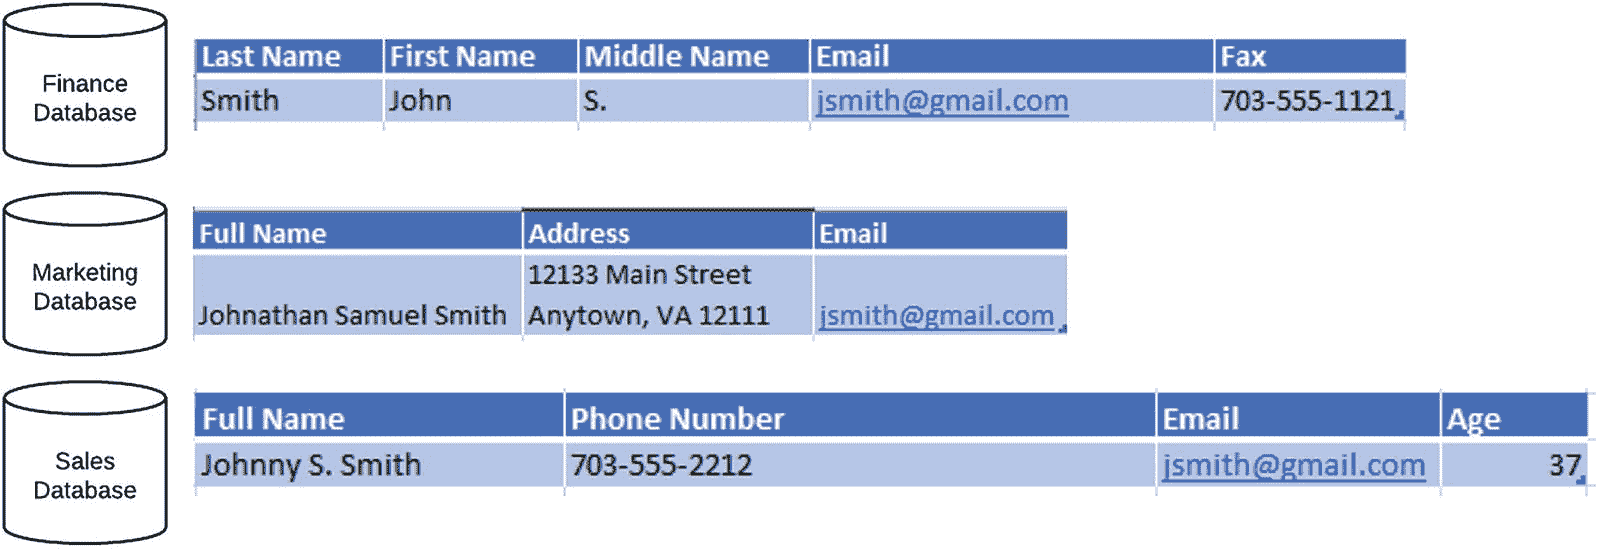 Finance
Database
Last Name First Name Middle Name Email Fax
Smith John S. jsmith@gmail.com 703-555-1121
Marketing
Database
Full Name Address Email
12133 Main Street
Johnathan Samuel Smith Anytown, VA 12111 jsmith@gmail.com
Sales
Database
Full Name Phone Number Email Age
Johnny S. Smith 703-555-2212 jsmith@gmail.com 37